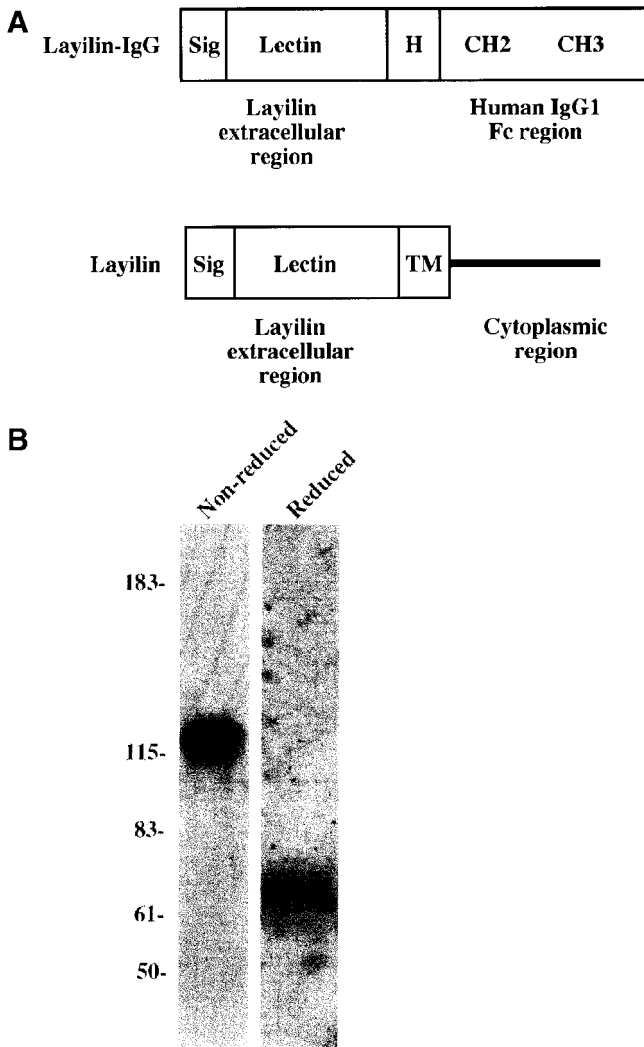 A
Layilin-IgG
Sig
Lectin
H
CH2
CH3
Layilin
extracellular
region
Human IgG1
Fc region
Layilin
Sig
Lectin
TM
Layilin
extracellular
region
Cytoplasmic
region
B
Non-reduced
Reduced
183-
115-
83-
61-
50-